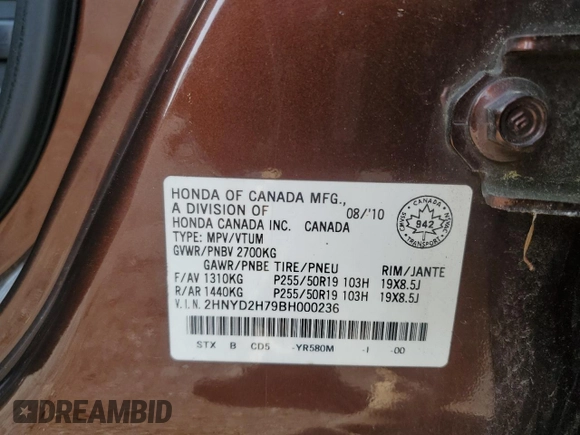 HONDA OF CANADA MFG.,
A DIVISION OF 08/'10
HONDA CANADA INC. CANADA
TYPE: MPV/VTUM
GVWR/PNBV 2700KG
GAWR/PNBE TIRE/PNEU RIM/JANTE
F/AV 1310KG P255/50R19 103H 19X8.5J
R/AR 1440KG P255/50R19 103H 19X8.5J
V.I.N. 2HNYD2H79BH000236
STX B CD5 -YR580M -I -00
CANADA
CMVSS NSVAC
942
TRANSPORT
DREAMBID